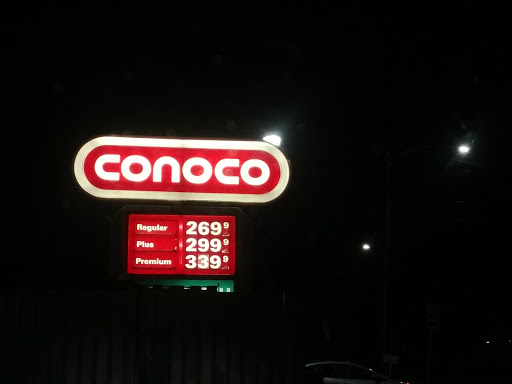 CONOCO
Regular 269 9
Plus 299 9
Premium 339 9